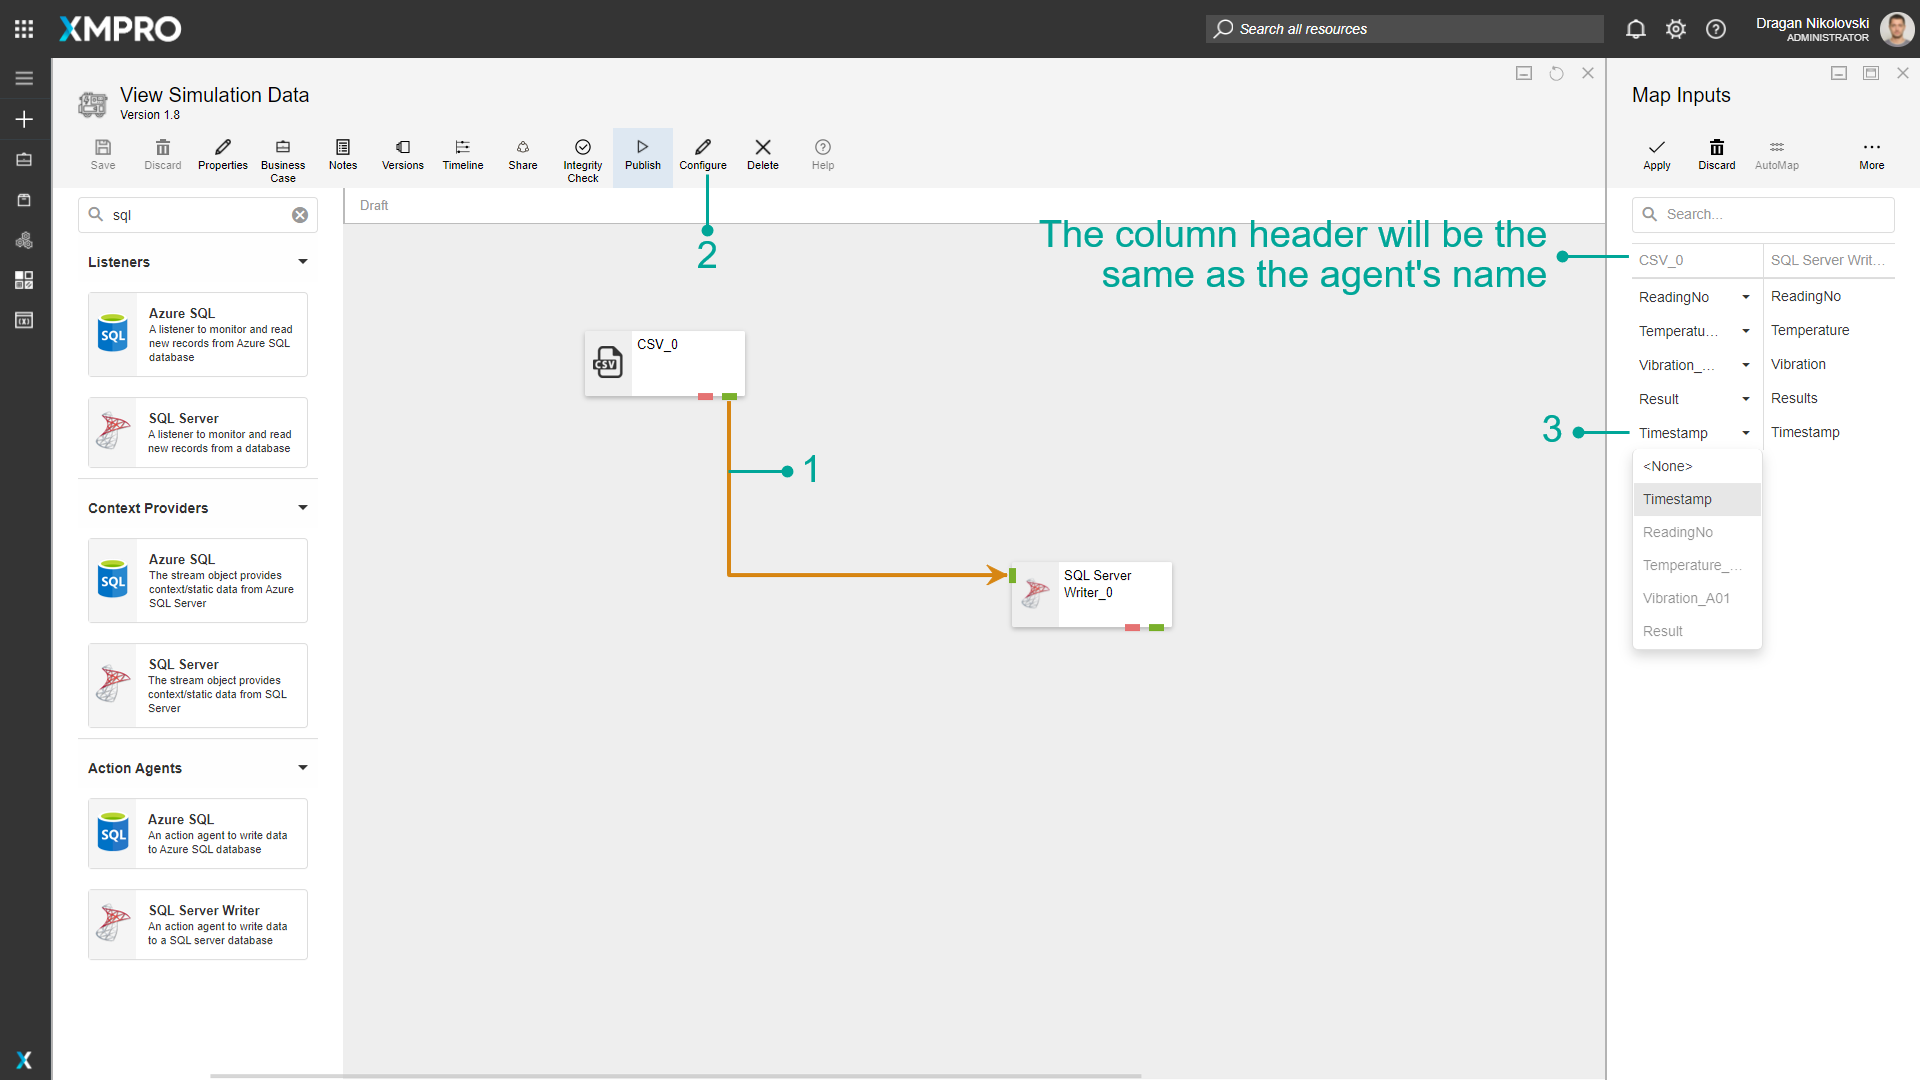 XMPRO
Search all resources
Dragan Nikolovski
ADMINISTRATOR
View Simulation Data
Version 1.8
Save
Discard
Properties
Business
Case
Notes
Versions
Timeline
Share
Integrity
Check
Publish
Configure
Delete
Help
sql
Listeners
Azure SQL
A listener to monitor and read
new records from Azure SQL
database
SQL
SQL Server
A listener to monitor and read
new records from a database
Context Providers
Azure SQL
The stream object provides
context/static data from Azure
SQL Server
SQL
SQL Server
The stream object provides
context/static data from SQL
Server
Action Agents
Azure SQL
An action agent to write data
to Azure SQL database
SQL
SQL Server Writer
An action agent to write data
to a SQL server database
Draft
2
The column header will be the
same as the agent's name
CSV_0
CSV
1
SQL Server
Writer_0
3
Map Inputs
Apply
Discard
AutoMap
More
Search...
CSV_0
SQL Server Writ...
ReadingNo
ReadingNo
Temperatu...
Temperature
Vibration_...
Vibration
Result
Results
Timestamp
Timestamp
<None>
Timestamp
ReadingNo
Temperature_...
Vibration_A01
Result